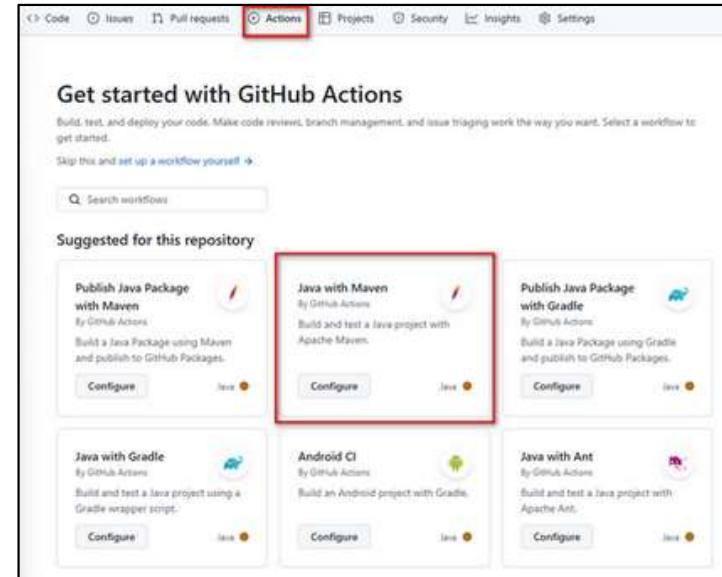 <> Code Issues Pull requests Actions Projects Security Insights Settings
Get started with GitHub Actions
Build, test, and deploy your code. Make code reviews, branch management, and issue triaging work the way you want. Select a workflow to
get started.
Skip this and set up a workflow yourself →
Search workflows
Suggested for this repository
Publish Java Package
with Maven
By GitHub Actions
Build a Java Package using Maven
and publish to GitHub Packages.
Configure Java
Java with Maven
By GitHub Actions
Build and test a Java project with
Apache Maven.
Configure Java
Publish Java Package
with Gradle
By GitHub Actions
Build a Java Package using Gradle
and publish to GitHub Packages.
Configure Java
Java with Gradle
By GitHub Actions
Build and test a Java project using a
Gradle wrapper script.
Configure Java
Android CI
By GitHub Actions
Build an Android project with Gradle.
Configure Java
Java with Ant
By GitHub Actions
Build and test a Java project with
Apache Ant.
Configure Java